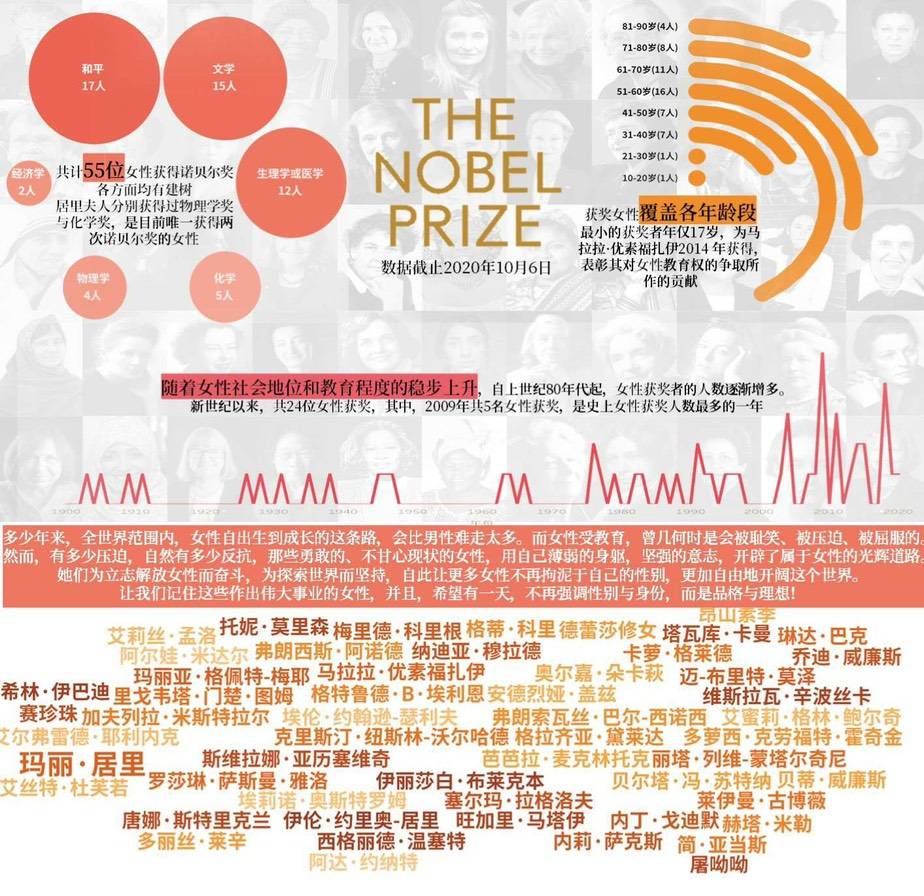 和平
17人
文学
15人
经济学
2人
共计55位女性获得诺贝尔奖
各方面均有建树
居里夫人分别获得过物理学奖
与化学奖，是目前唯一获得两
次诺贝尔奖的女性
生理学或医学
12人
物理学
4人
化学
5人
THE
NOBEL
PRIZE
数据截止2020年10月6日
81-90岁(4人)
71-80岁(8人)
61-70岁(11人)
51-60岁(16人)
41-50岁(7人)
31-40岁(7人)
21-30岁(1人)
10-20岁(1人)
获奖女性覆盖各年龄段
最小的获奖者年仅17岁，为马
拉拉·优素福扎伊2014 年获得，
表彰其对女性教育权的争取所
作的贡献
随着女性社会地位和教育程度的稳步上升，自上世纪80年代起，女性获奖者的人数逐渐增多。
新世纪以来，共24位女性获奖，其中，2009年共5名女性获奖，是史上女性获奖人数最多的一年
1900 1910 1920 1930 1940 1950 1960 1970 1980 1990 2000 2010 2020
年份
多少年来，全世界范围内，女性自出生到成长的这条路，会比男性难走太多。而女性受教育，曾几何时是会被耻笑、被压迫、被屈服的。
然而，有多少压迫，自然有多少反抗，那些勇敢的、不甘心现状的女性，用自己薄弱的身躯，坚强的意志，开辟了属于女性的光辉道路。
她们为立志解放女性而奋斗，为探索世界而坚持，自此让更多女性不再拘泥于自己的性别，更加自由地开阔这个世界。
让我们记住这些作出伟大事业的女性，并且，希望有一天，不再强调性别与身份，而是品格与理想！
昂山素季
艾莉丝·孟洛 托妮·莫里森 梅里德·科里根 格蒂·科里 德蕾莎修女 塔瓦库·卡曼 琳达·巴克
阿尔娃·米达尔 弗朗西斯·阿诺德 纳迪亚·穆拉德 卡萝·格莱德 乔迪·威廉斯
玛丽亚·格佩特-梅耶 马拉拉·优素福扎伊 奥尔嘉·朵卡萩 迈-布里特·莫泽
希林·伊巴迪 里戈韦塔·门楚·图姆 格特鲁德·B·埃利恩 安德烈娅·盖兹 维斯拉瓦·辛波丝卡
赛珍珠 加夫列拉·米斯特拉尔 埃伦·约翰逊-瑟利夫 弗朗索瓦丝·巴尔-西诺西 艾蜜莉·格林·鲍尔奇
艾尔弗雷德·耶利内克 克里斯汀·纽斯林-沃尔哈德 格拉齐亚·黛莱达 多萝西·克劳福特·霍奇金
玛丽·居里 斯维拉娜·亚历塞维奇 芭芭拉·麦克林托克 丽塔·列维-蒙塔尔奇尼
艾丝特·杜芙若 罗莎琳·萨斯曼·雅洛 伊丽莎白·布莱克本 贝尔塔·冯·苏特纳 贝蒂·威廉斯
埃莉诺·奥斯特罗姆 塞尔玛·拉格洛夫 莱伊曼·古博薇
唐娜·斯特里克兰 伊伦·约里奥-居里 旺加里·马塔伊 内丁·戈迪默 赫塔·米勒
多丽丝·莱辛 西格丽德·温塞特 内莉·萨克斯 简·亚当斯
阿达·约纳特 屠呦呦